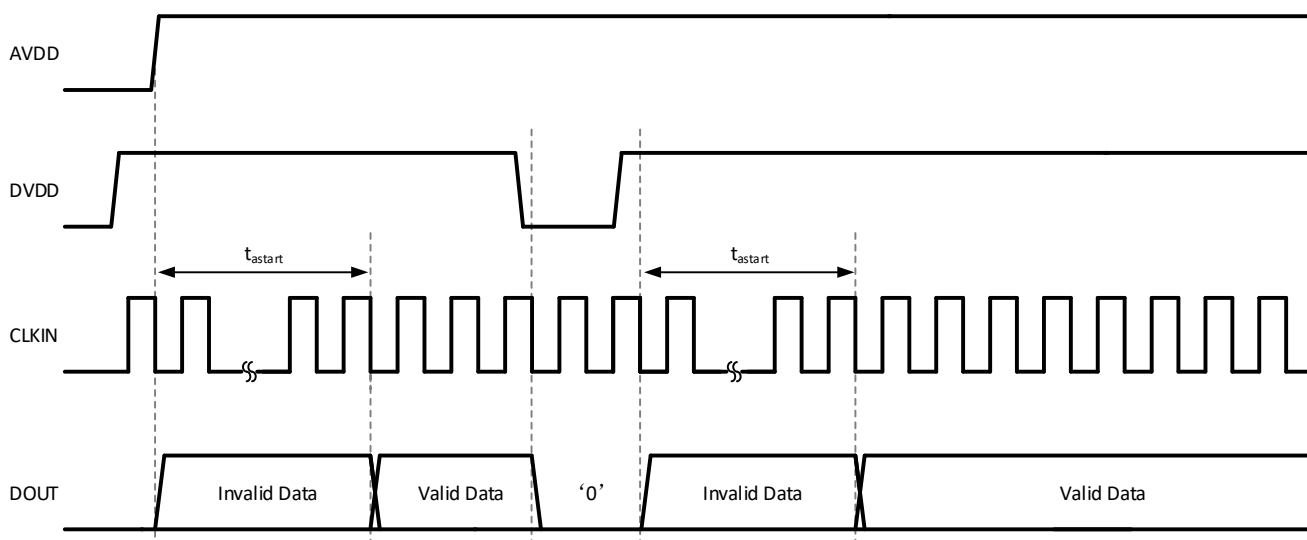 AVDD
DVDD
tastart tastart
CLKIN
DOUT Invalid Data Valid Data ‘0’ Invalid Data Valid Data